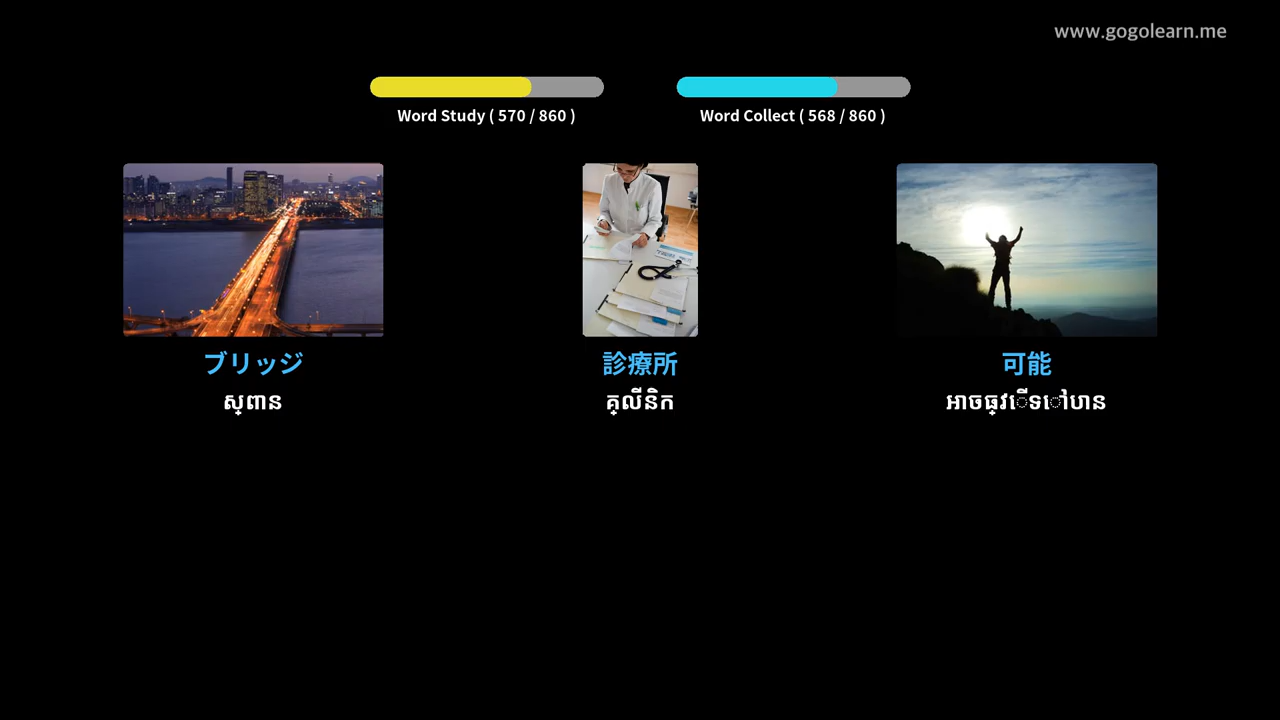 www.gogolearn.me
Word Study ( 570 / 860 )
Word Collect ( 568 / 860 )
ブリッジ
診療所
可能
ស្ពាន
គ្លីនិក
អាចធ្វើទៅបាន